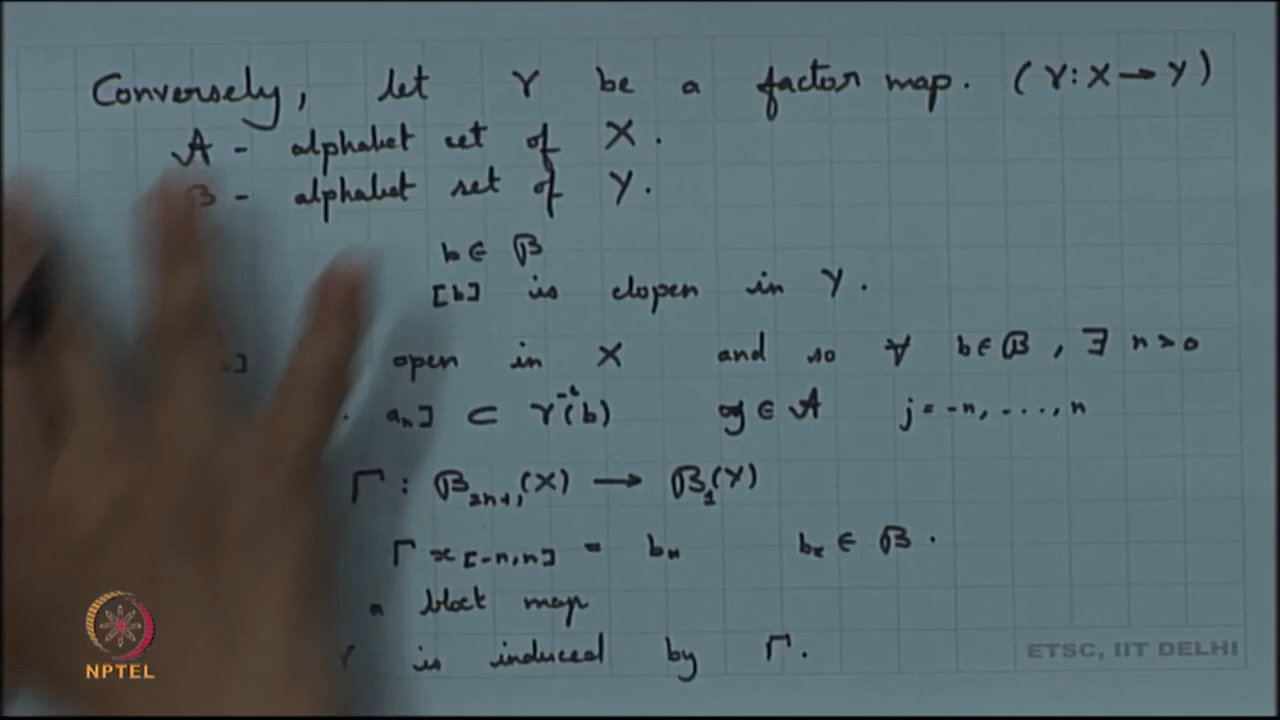 Conversely, let γ be a factor map. (γ: X → Y)
A - alphabet set of X.
B - alphabet set of Y.
b ∈ B
[b] is clopen in Y.
open in X and so ∀ b ∈ B, ∃ n > 0
a_n] ⊂ γ^{-1}(b) a_j ∈ A j = -n, ..., n
Γ : B_{2n+1}(X) → B_1(Y)
Γ x_{[-n,n]} = b_x b_x ∈ B.
a block map
γ is induced by Γ.
NPTEL
ETSC, IIT DELHI